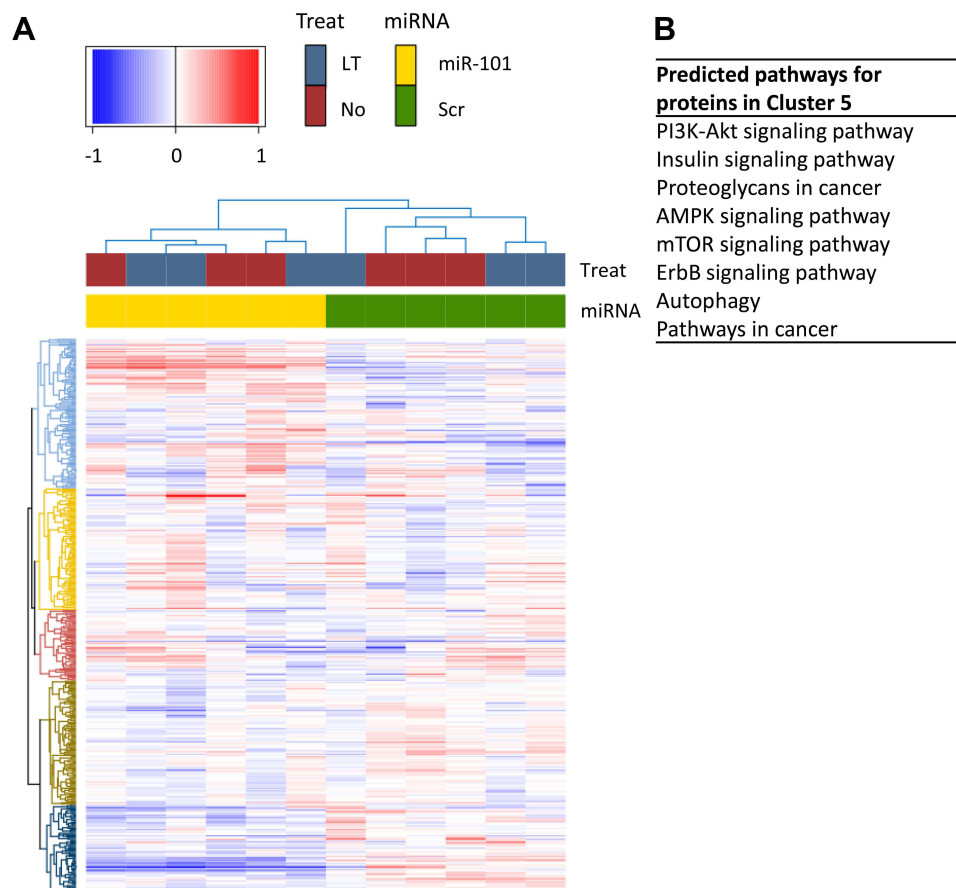 A
Treat
miRNA
LT
miR-101
No
Scr
-1
0
1
Treat
miRNA
B
Predicted pathways for
proteins in Cluster 5
PI3K-Akt signaling pathway
Insulin signaling pathway
Proteoglycans in cancer
AMPK signaling pathway
mTOR signaling pathway
ErbB signaling pathway
Autophagy
Pathways in cancer